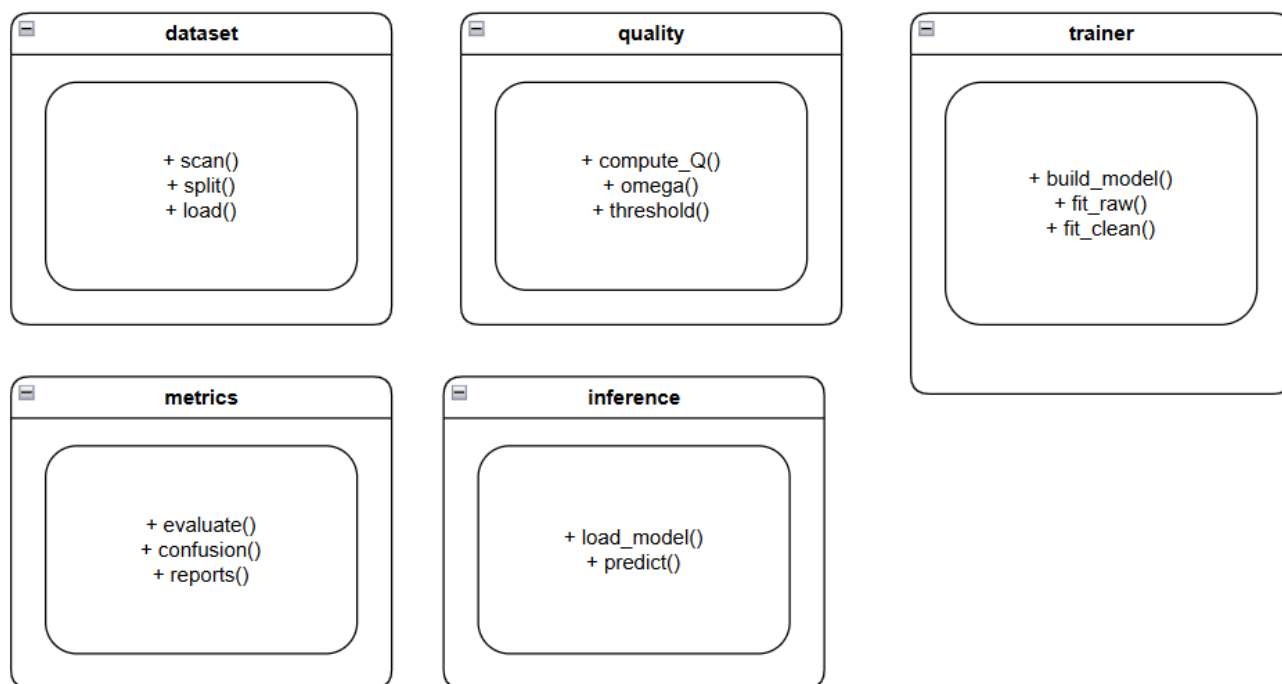 dataset
+ scan()
+ split()
+ load()
quality
+ compute_Q()
+ omega()
+ threshold()
trainer
+ build_model()
+ fit_raw()
+ fit_clean()
metrics
+ evaluate()
+ confusion()
+ reports()
inference
+ load_model()
+ predict()